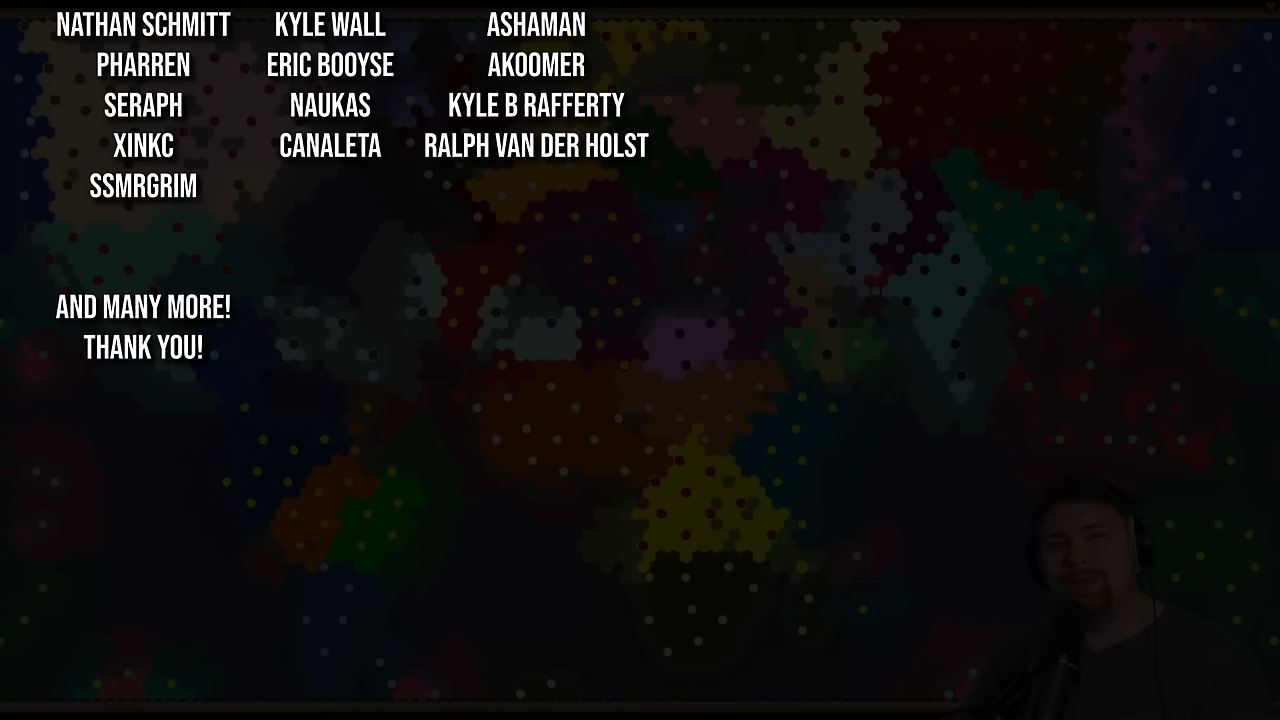 NATHAN SCHMITT KYLE WALL ASHAMAN
PHARREN ERIC BOOYSE AKOOMER
SERAPH NAUKAS KYLE B RAFFERTY
XINKC CANALETA RALPH VAN DER HOLST
SSMRGRIM
AND MANY MORE!
THANK YOU!